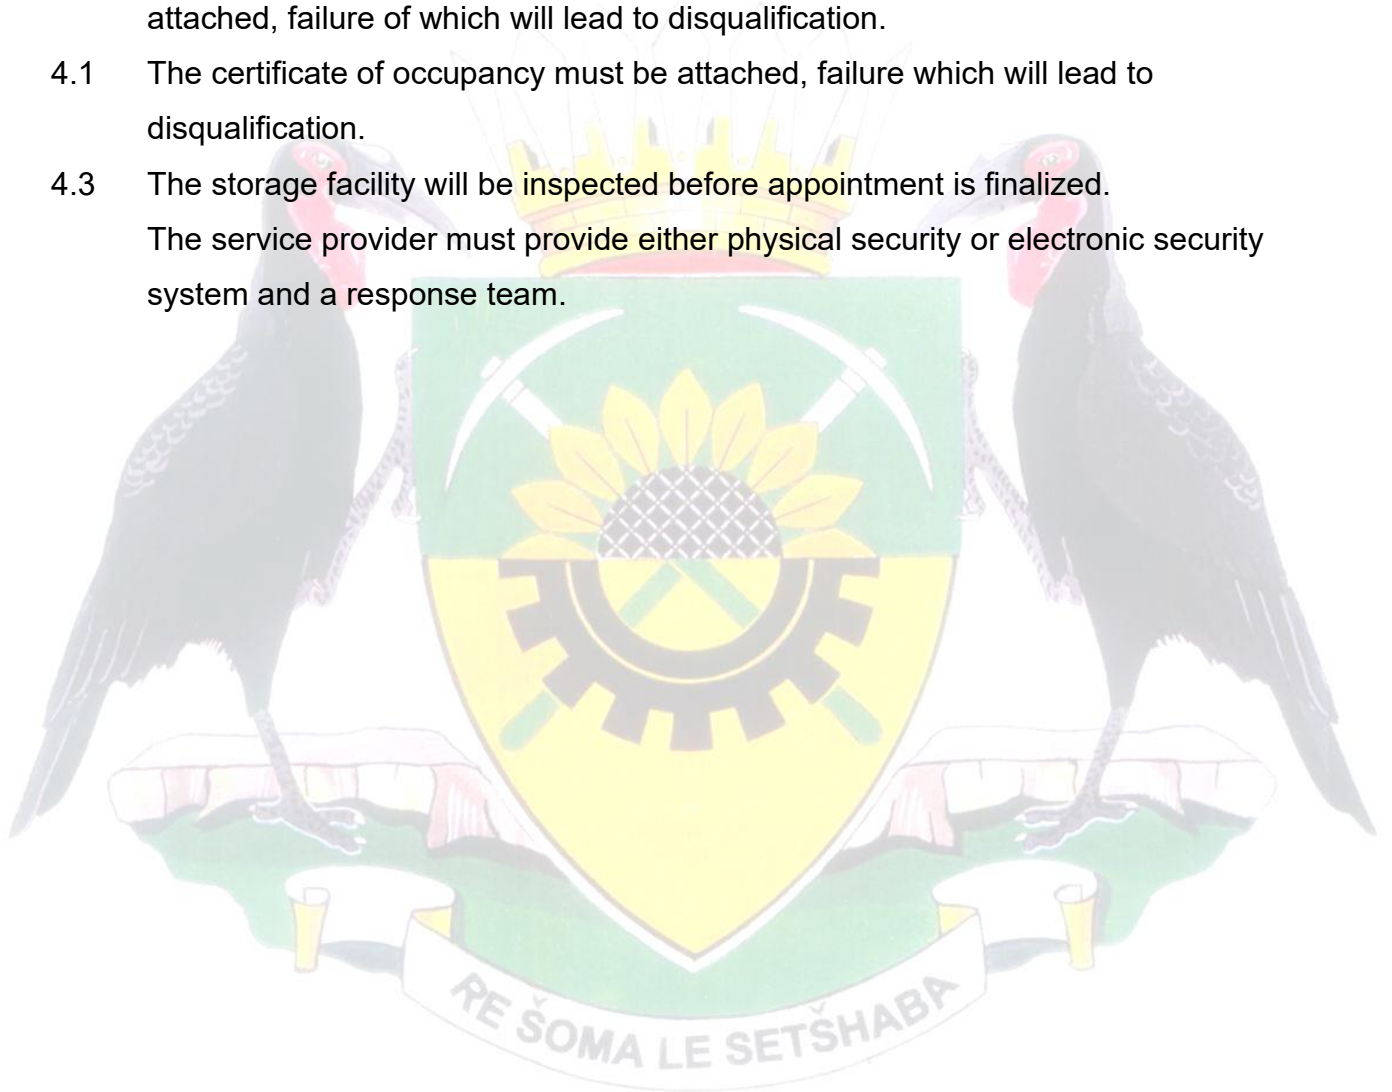 attached, failure of which will lead to disqualification.
4.1 The certificate of occupancy must be attached, failure which will lead to
disqualification.
4.3 The storage facility will be inspected before appointment is finalized.
The service provider must provide either physical security or electronic security
system and a response team.
RE ŠOMA LE SETŠHABA